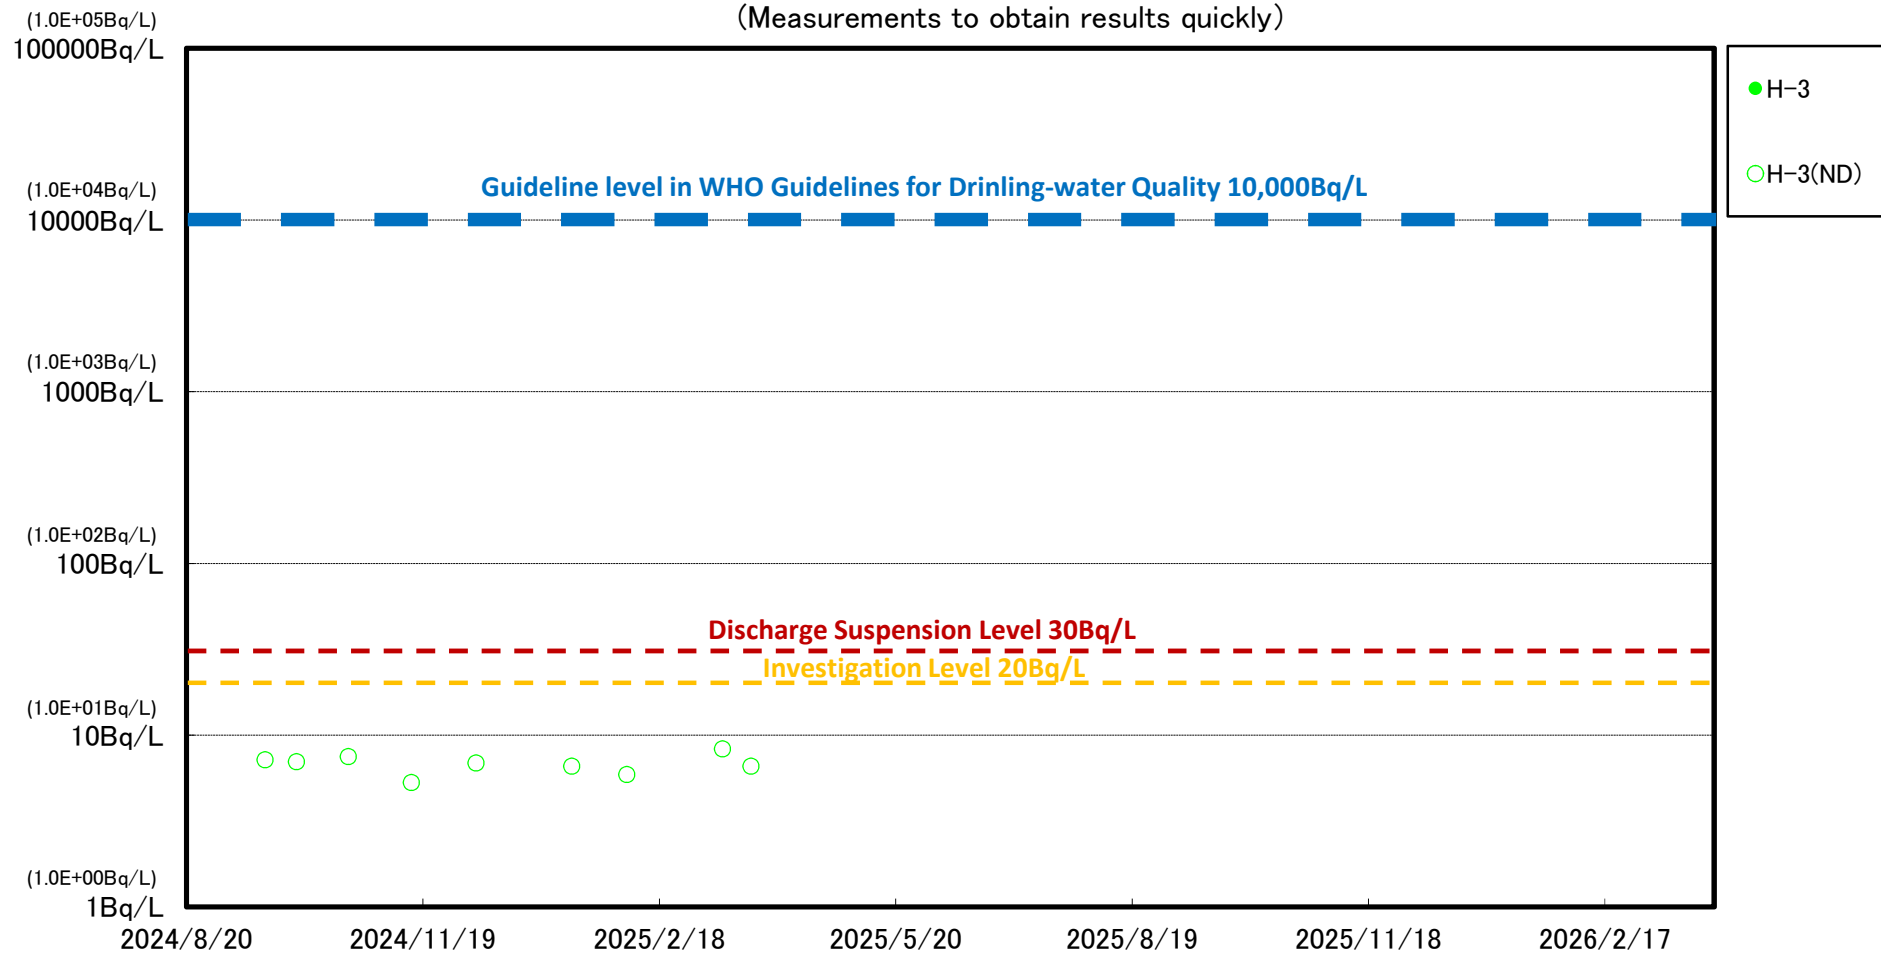 (Measurements to obtain results quickly)
(1.0E+05Bq/L)
100000Bq/L
H-3
H-3(ND)
(1.0E+04Bq/L)
10000Bq/L
Guideline level in WHO Guidelines for Drinling-water Quality 10,000Bq/L
(1.0E+03Bq/L)
1000Bq/L
(1.0E+02Bq/L)
100Bq/L
Discharge Suspension Level 30Bq/L
Investigation Level 20Bq/L
(1.0E+01Bq/L)
10Bq/L
(1.0E+00Bq/L)
1Bq/L
2024/8/20 2024/11/19 2025/2/18 2025/5/20 2025/8/19 2025/11/18 2026/2/17